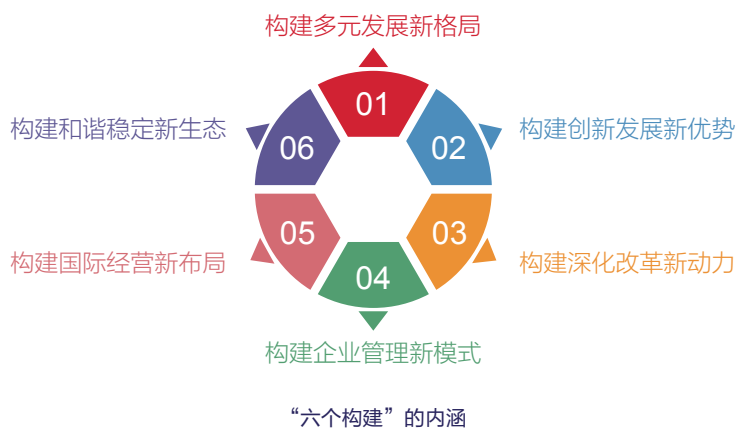 构建多元发展新格局
01
构建和谐稳定新生态
06
02
构建创新发展新优势
构建国际经营新布局
05
03
构建深化改革新动力
04
构建企业管理新模式
“六个构建”的内涵